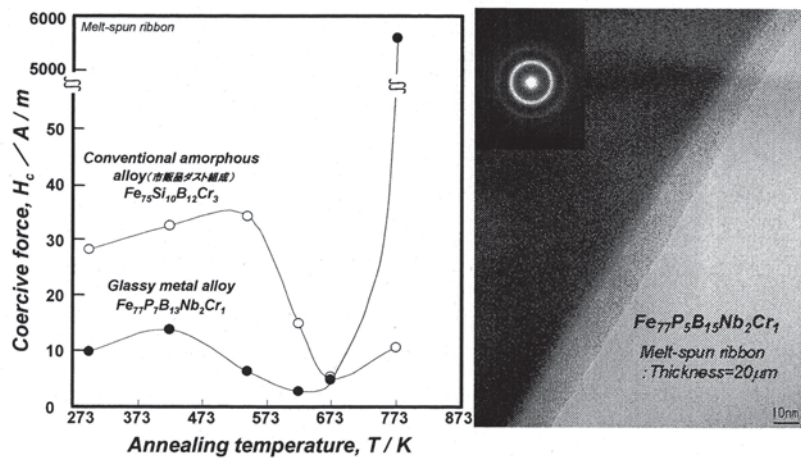 Melt-spun ribbon
6000
5000
50
40
30
20
10
0
Coercive force, Hc / A / m
Conventional amorphous
alloy(市販品ダスト組成)
Fe75Si10B12Cr3
Glassy metal alloy
Fe77P7B13Nb2Cr1
273 373 473 573 673 773 873
Annealing temperature, T / K
Fe77P5B15Nb2Cr1
Melt-spun ribbon
: Thickness=20μm
10nm